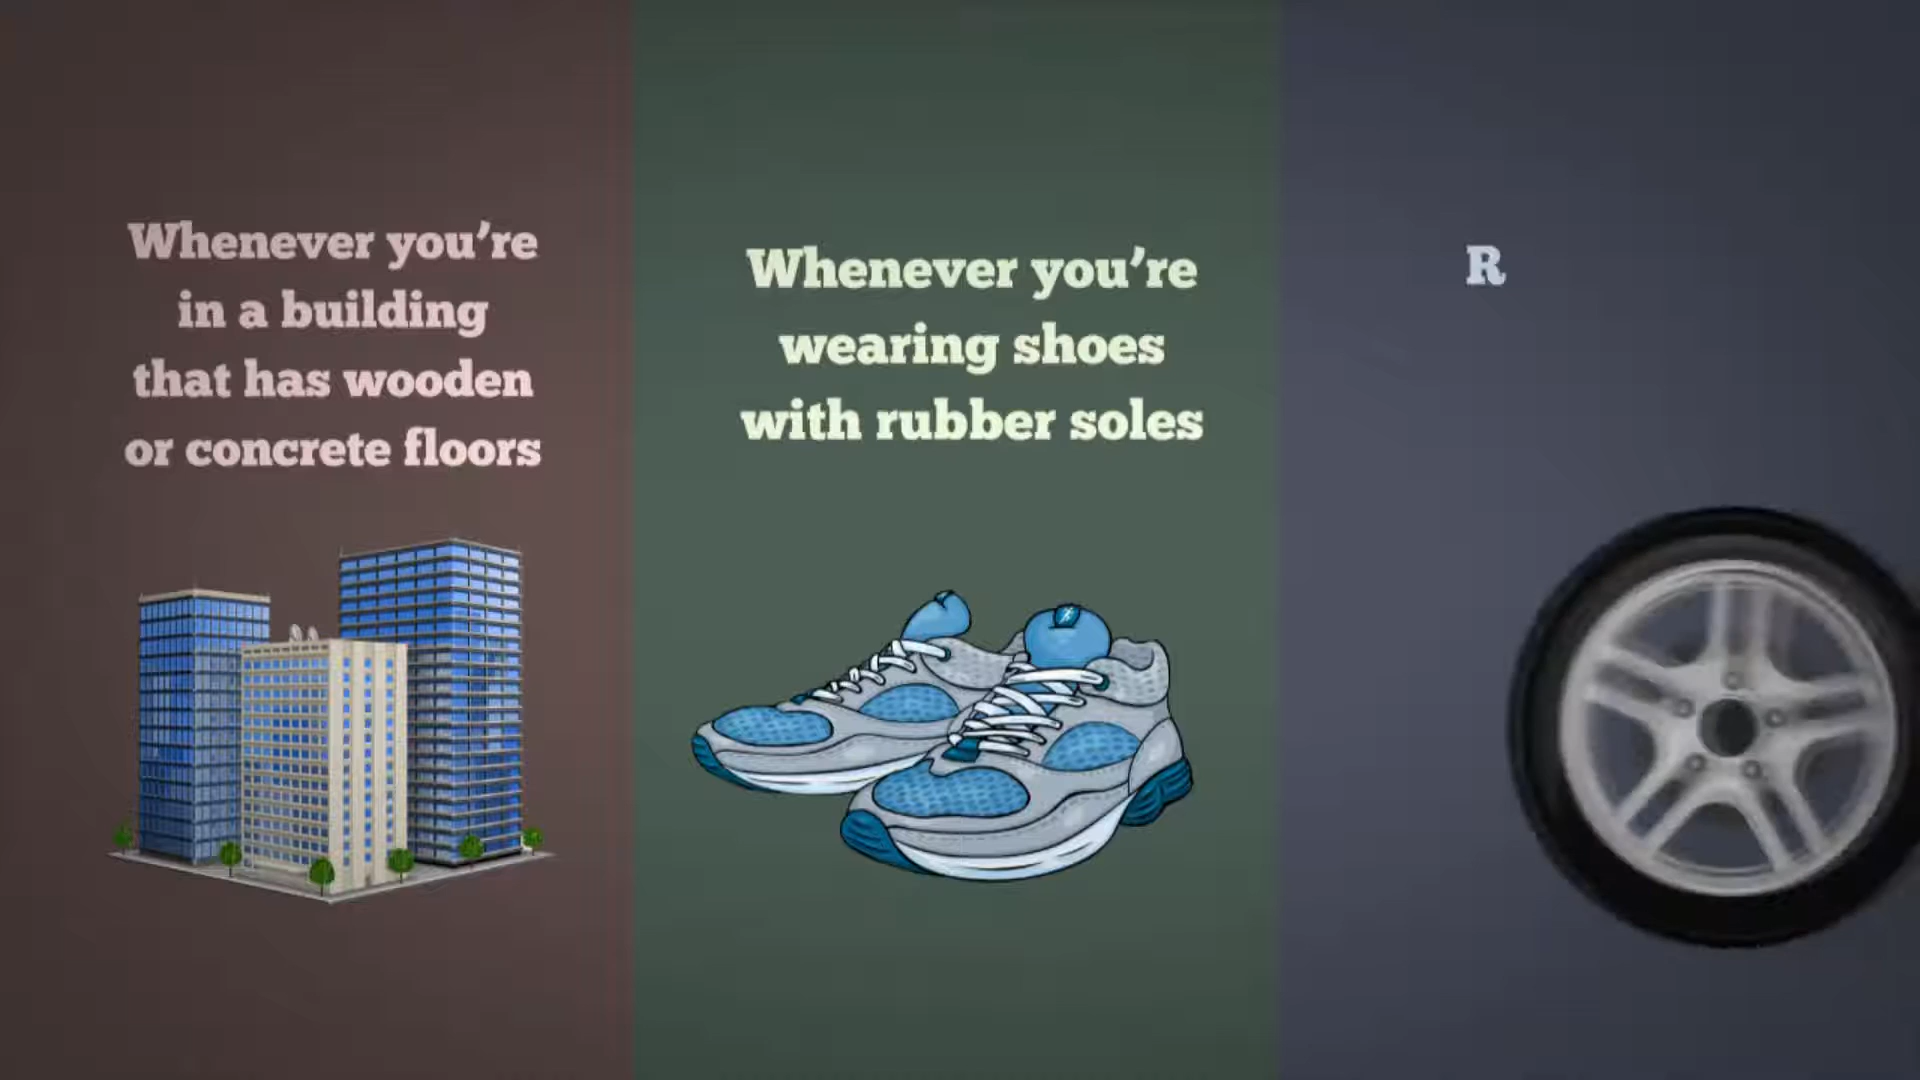 Whenever you’re
in a building
that has wooden
or concrete floors
Whenever you’re
wearing shoes
with rubber soles
R